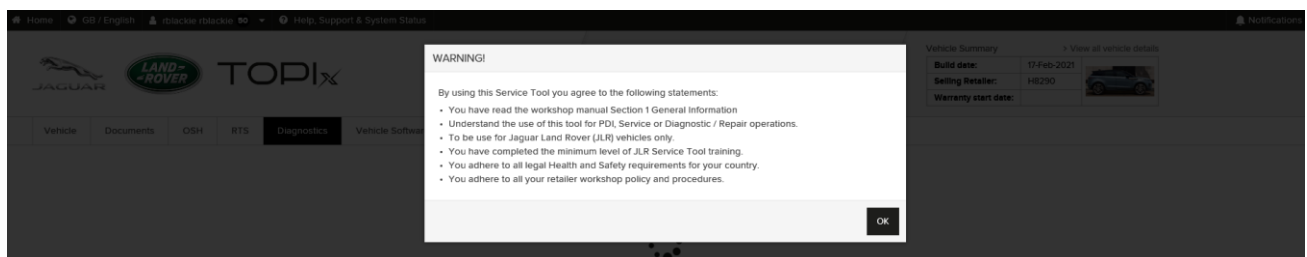 Home GB / English rblackie rblackie 50 Help, Support & System Status Notifications
WARNING!
Vehicle Summary > View all vehicle details
Build date: 17-Feb-2021
Selling Retailer: H8290
Warranty start date:
JAGUAR LAND-ROVER TOPIx
By using this Service Tool you agree to the following statements:
• You have read the workshop manual Section 1 General Information
• Understand the use of this tool for PDI, Service or Diagnostic / Repair operations.
• To be use for Jaguar Land Rover (JLR) vehicles only.
• You have completed the minimum level of JLR Service Tool training.
• You adhere to all legal Health and Safety requirements for your country.
• You adhere to all your retailer workshop policy and procedures.
Vehicle Documents OSH RTS Diagnostics Vehicle Softwar
OK